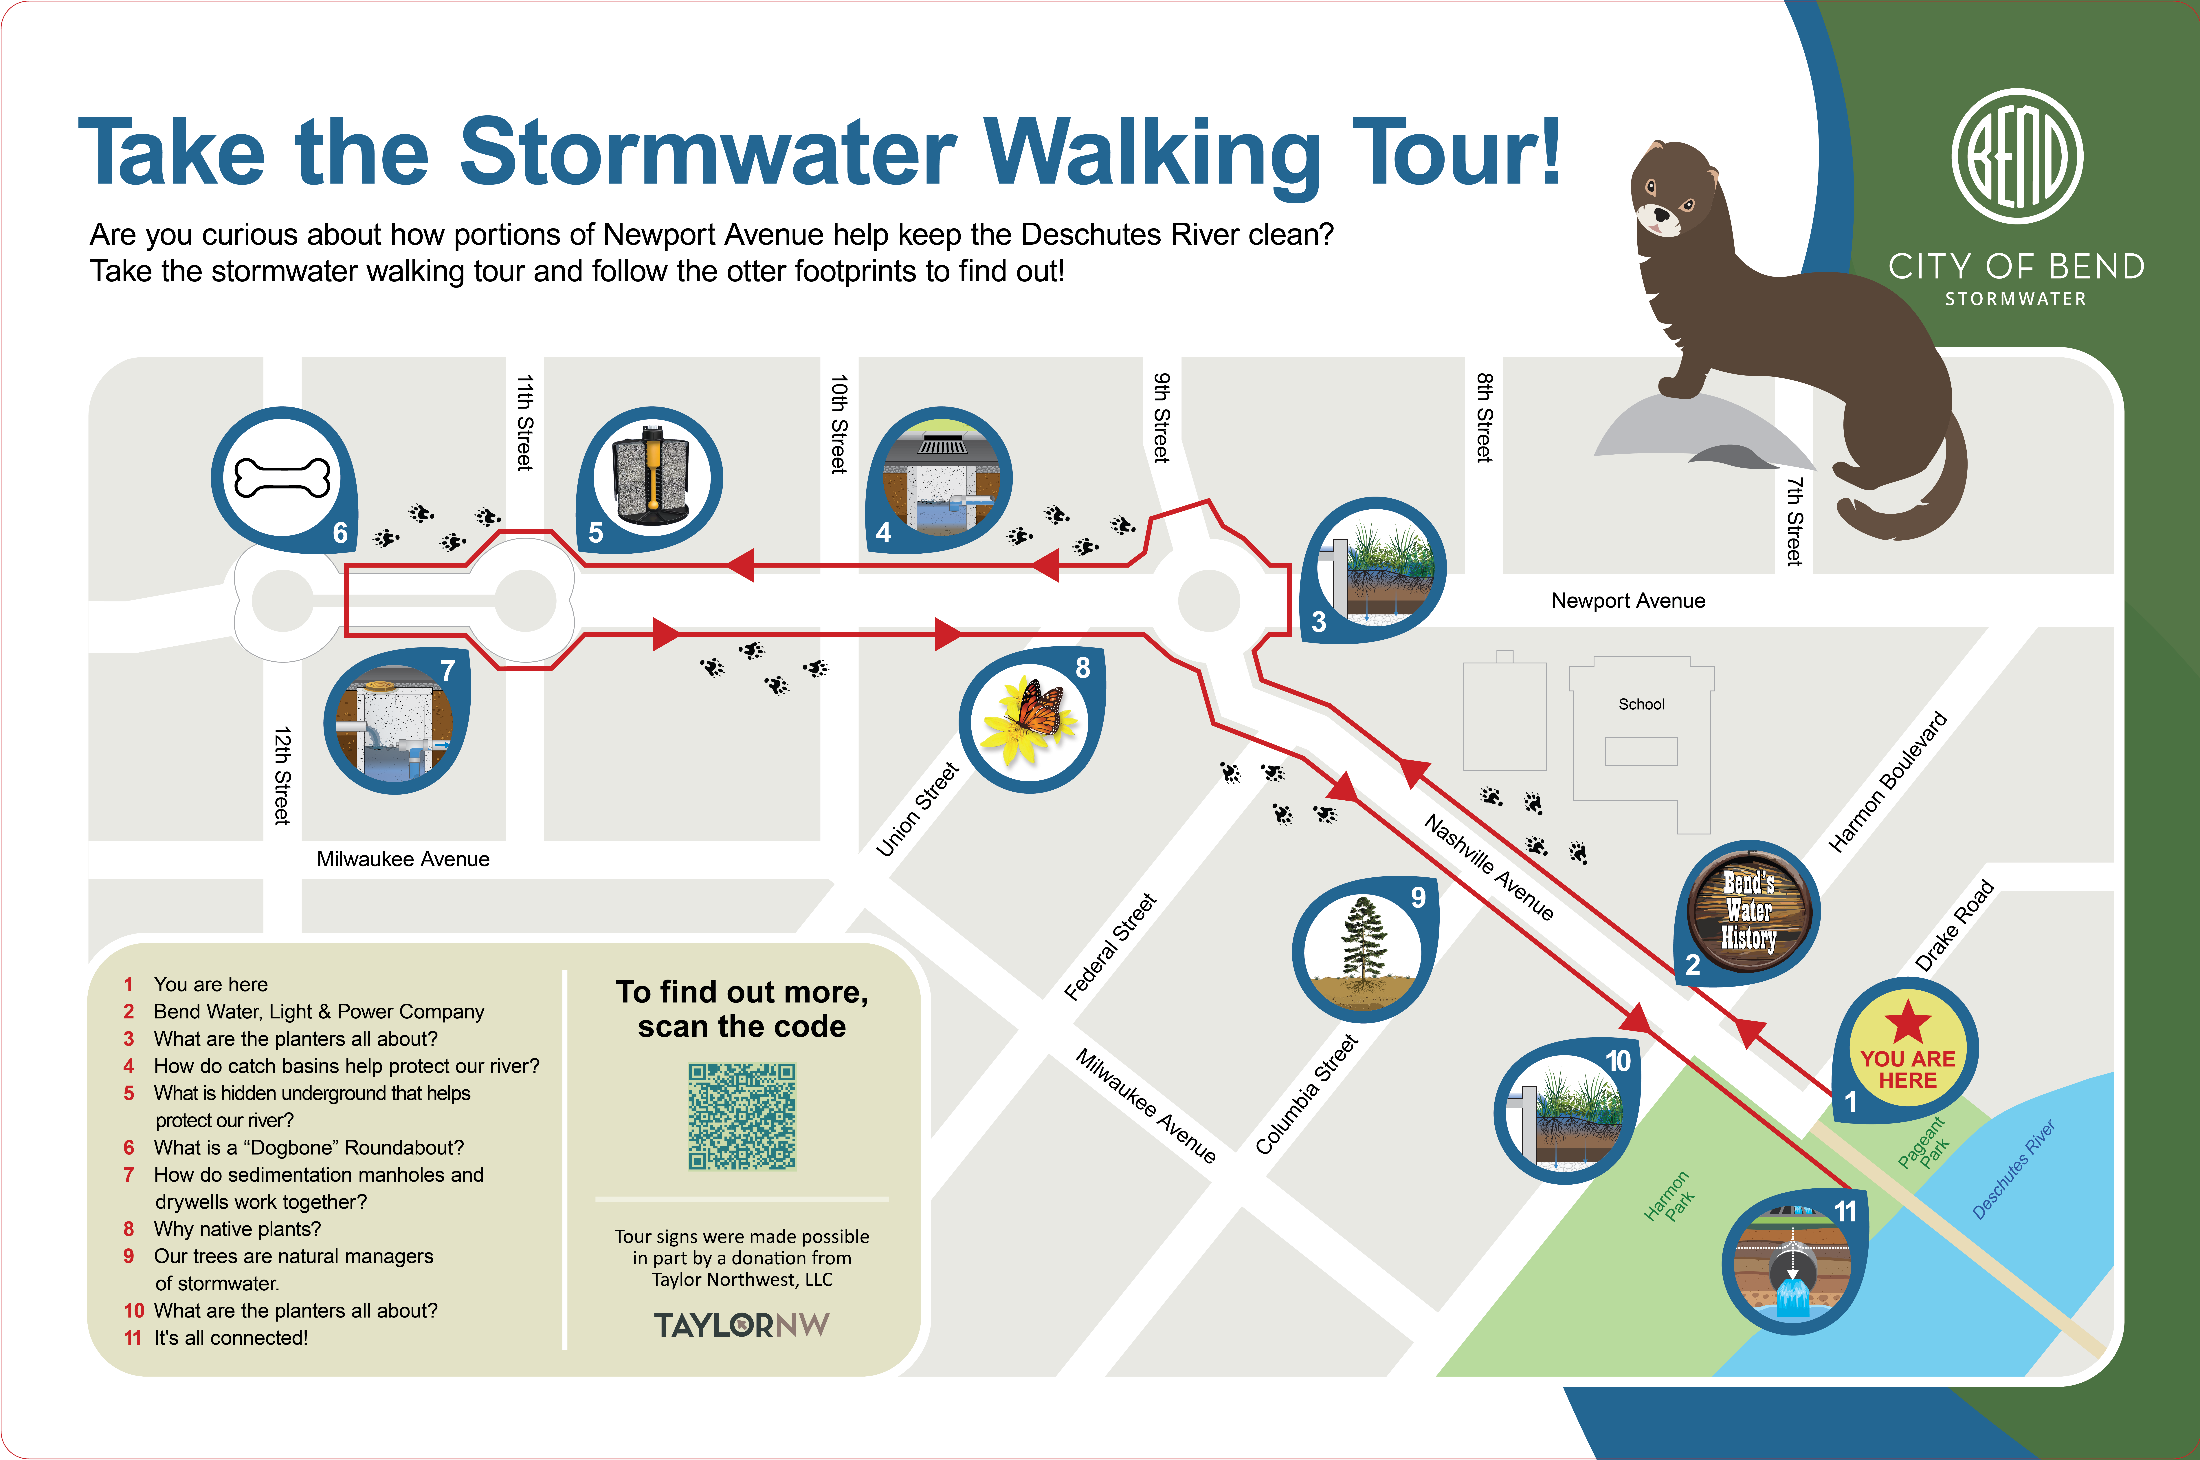 Take the Stormwater Walking Tour!
Are you curious about how portions of Newport Avenue help keep the Deschutes River clean?
Take the stormwater walking tour and follow the otter footprints to find out!
BEND
CITY OF BEND
STORMWATER
11th Street
10th Street
9th Street
8th Street
7th Street
6
5
4
3
Newport Avenue
7
8
School
12th Street
Union Street
Harmon Boulevard
Milwaukee Avenue
Nashville Avenue
9
Bend's
Water
History
2
Federal Street
Drake Road
YOU ARE
HERE
1
10
Milwaukee Avenue
Columbia Street
Pageant
Park
Deschutes River
Harmon
Park
11
1 You are here
2 Bend Water, Light & Power Company
3 What are the planters all about?
4 How do catch basins help protect our river?
5 What is hidden underground that helps
protect our river?
6 What is a “Dogbone” Roundabout?
7 How do sedimentation manholes and
drywells work together?
8 Why native plants?
9 Our trees are natural managers
of stormwater.
10 What are the planters all about?
11 It's all connected!
To find out more,
scan the code
Tour signs were made possible
in part by a donation from
Taylor Northwest, LLC
TAYLORNW